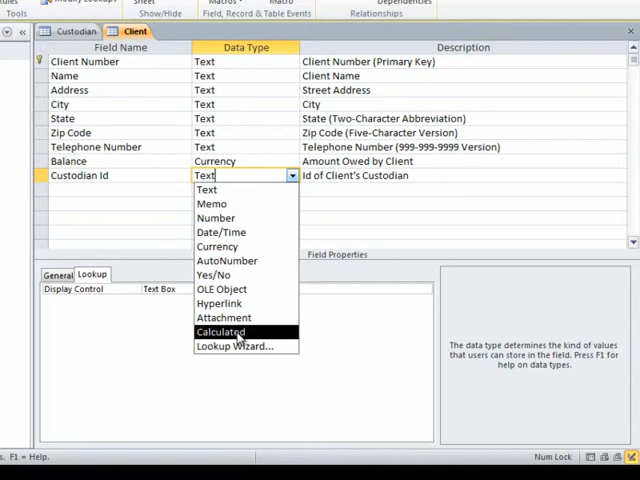 Modify Lookups
Sheet
Macros
Macro
Dependencies
Tools
Show/Hide
Field, Record & Table Events
Relationships
Custodian
Client
Field Name Data Type Description
Client Number Text Client Number (Primary Key)
Name Text Client Name
Address Text Street Address
City Text City
State Text State (Two-Character Abbreviation)
Zip Code Text Zip Code (Five-Character Version)
Telephone Number Text Telephone Number (999-999-9999 Version)
Balance Currency Amount Owed by Client
Custodian Id Text Id of Client's Custodian
Text
Memo
Number
Date/Time
Currency
AutoNumber
Yes/No
OLE Object
Hyperlink
Attachment
Calculated
Lookup Wizard...
Field Properties
General Lookup
Display Control Text Box
The data type determines the kind of values
that users can store in the field. Press F1 for
help on data types.
F1 = Help.
Num Lock